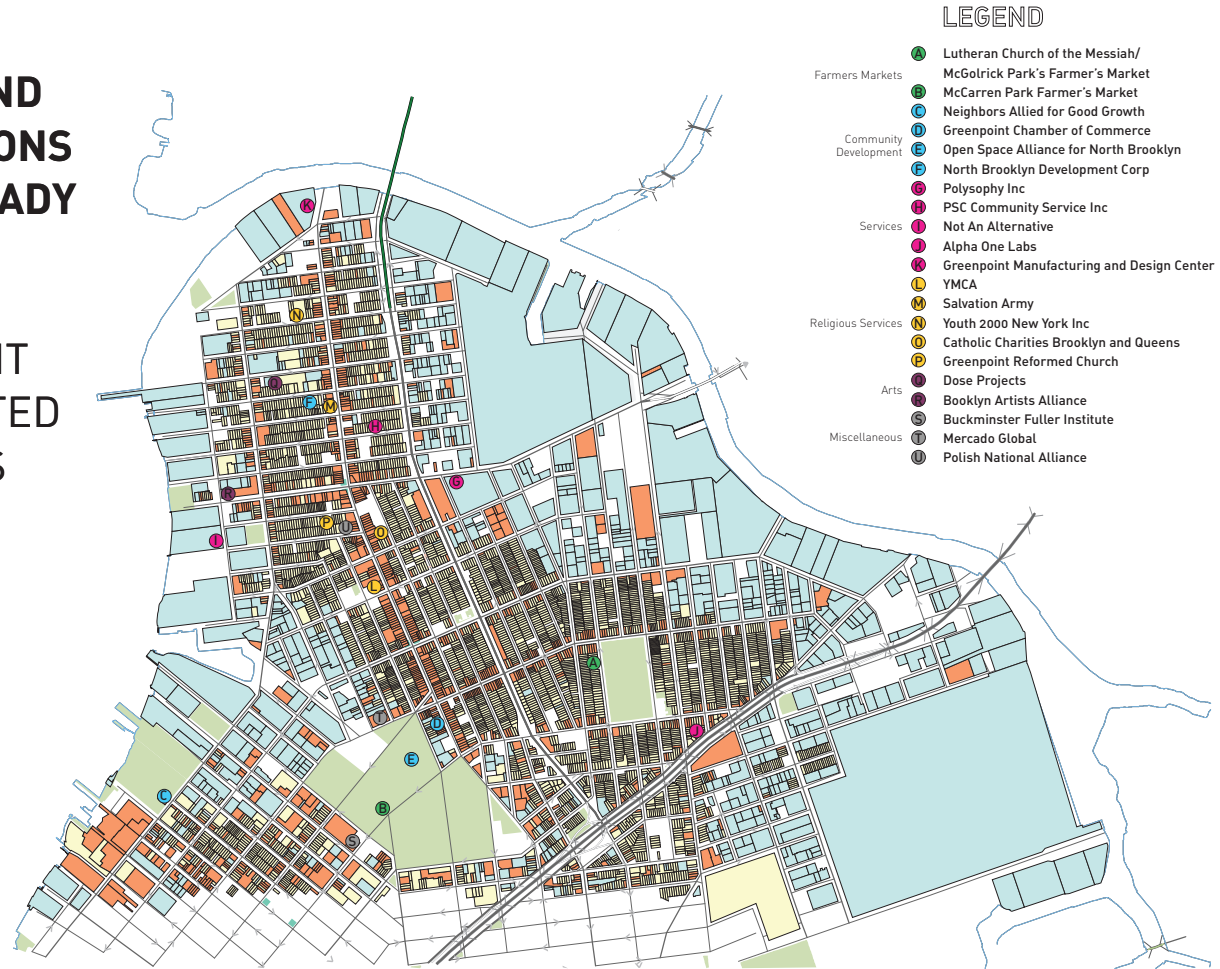 LEGEND
ND
ONS
ADY
IT
TED
S
Farmers Markets
A Lutheran Church of the Messiah/
McGolrick Park's Farmer's Market
B McCarren Park Farmer's Market
Community
Development
C Neighbors Allied for Good Growth
D Greenpoint Chamber of Commerce
E Open Space Alliance for North Brooklyn
F North Brooklyn Development Corp
Services
G Polysophy Inc
H PSC Community Service Inc
I Not An Alternative
J Alpha One Labs
K Greenpoint Manufacturing and Design Center
Religious Services
L YMCA
M Salvation Army
N Youth 2000 New York Inc
O Catholic Charities Brooklyn and Queens
P Greenpoint Reformed Church
Arts
Q Dose Projects
R Booklyn Artists Alliance
Miscellaneous
S Buckminster Fuller Institute
T Mercado Global
U Polish National Alliance
K
N
Q
F
M
H
G
R
P
U
O
I
L
A
T
D
J
E
C
B
S